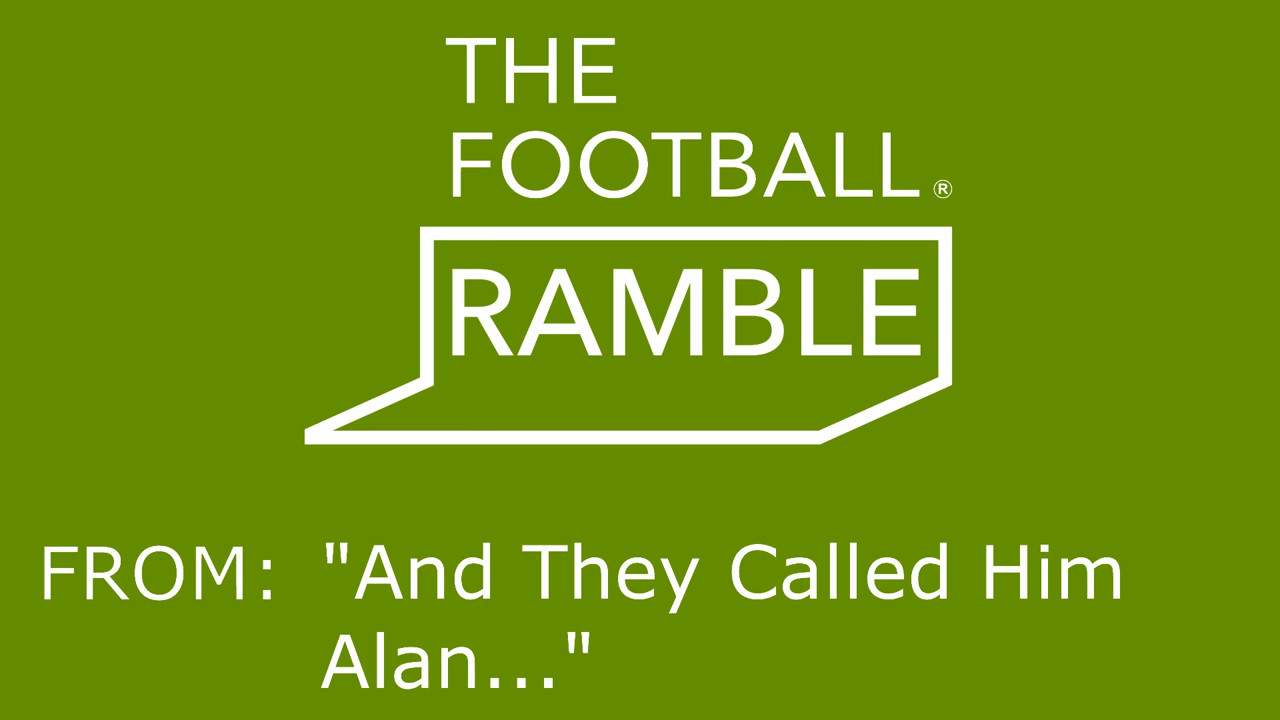 THE
FOOTBALL®
RAMBLE
FROM: "And They Called Him
Alan..."